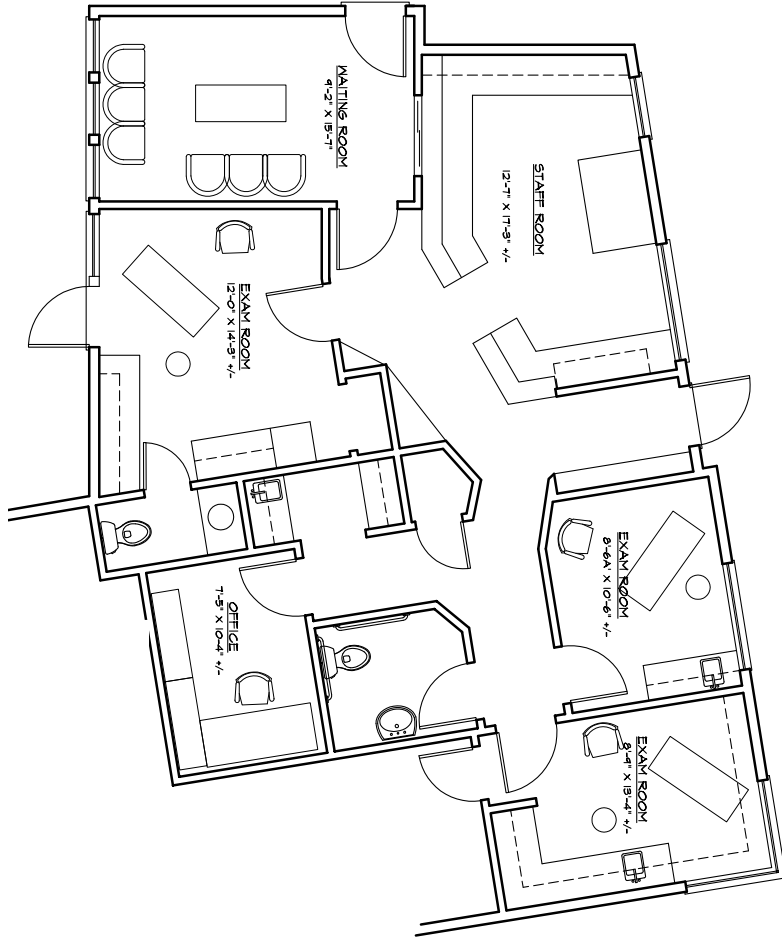 WAITING ROOM
9'-2" X 15'-7"
STAFF ROOM
12'-7" X 17'-3" +/-
EXAM ROOM
12'-0" X 14'-3" +/-
EXAM ROOM
8'-6A' X 10'-6" +/-
OFFICE
7'-5" X 10-4" +/-
EXAM ROOM
8'-9" X 13'-4" +/-